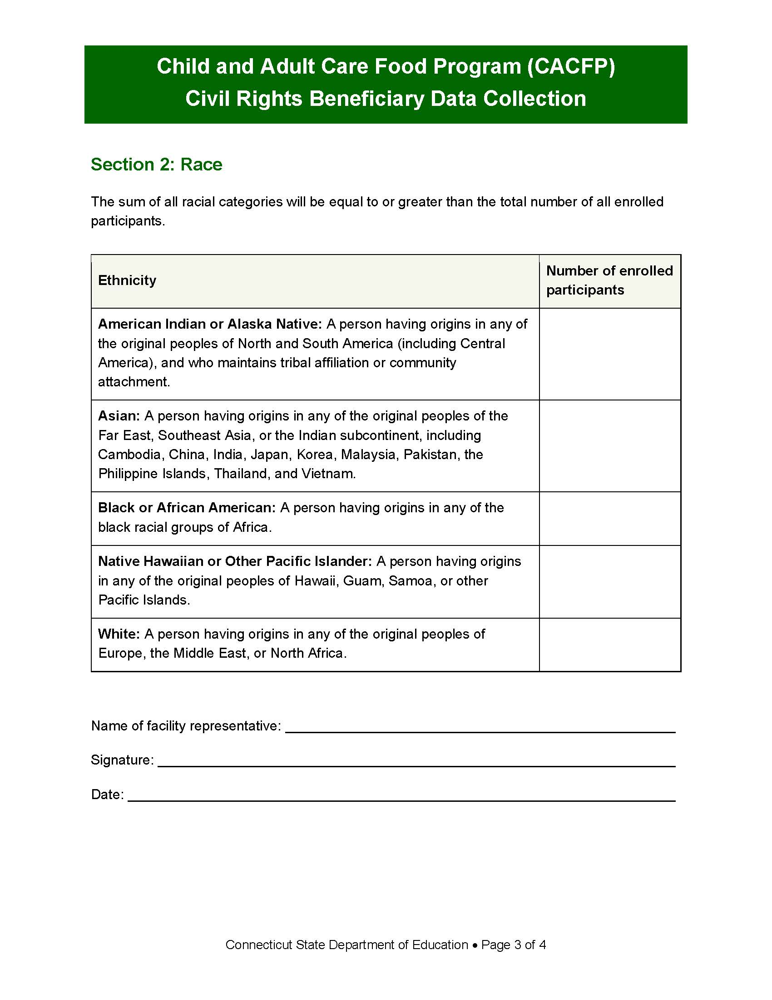 Child and Adult Care Food Program (CACFP)
Civil Rights Beneficiary Data Collection
Section 2: Race
The sum of all racial categories will be equal to or greater than the total number of all enrolled
participants.
Ethnicity
Number of enrolled
participants
American Indian or Alaska Native: A person having origins in any of
the original peoples of North and South America (including Central
America), and who maintains tribal affiliation or community
attachment.
Asian: A person having origins in any of the original peoples of the
Far East, Southeast Asia, or the Indian subcontinent, including
Cambodia, China, India, Japan, Korea, Malaysia, Pakistan, the
Philippine Islands, Thailand, and Vietnam.
Black or African American: A person having origins in any of the
black racial groups of Africa.
Native Hawaiian or Other Pacific Islander: A person having origins
in any of the original peoples of Hawaii, Guam, Samoa, or other
Pacific Islands.
White: A person having origins in any of the original peoples of
Europe, the Middle East, or North Africa.
Name of facility representative:
Signature:
Date:
Connecticut State Department of Education • Page 3 of 4